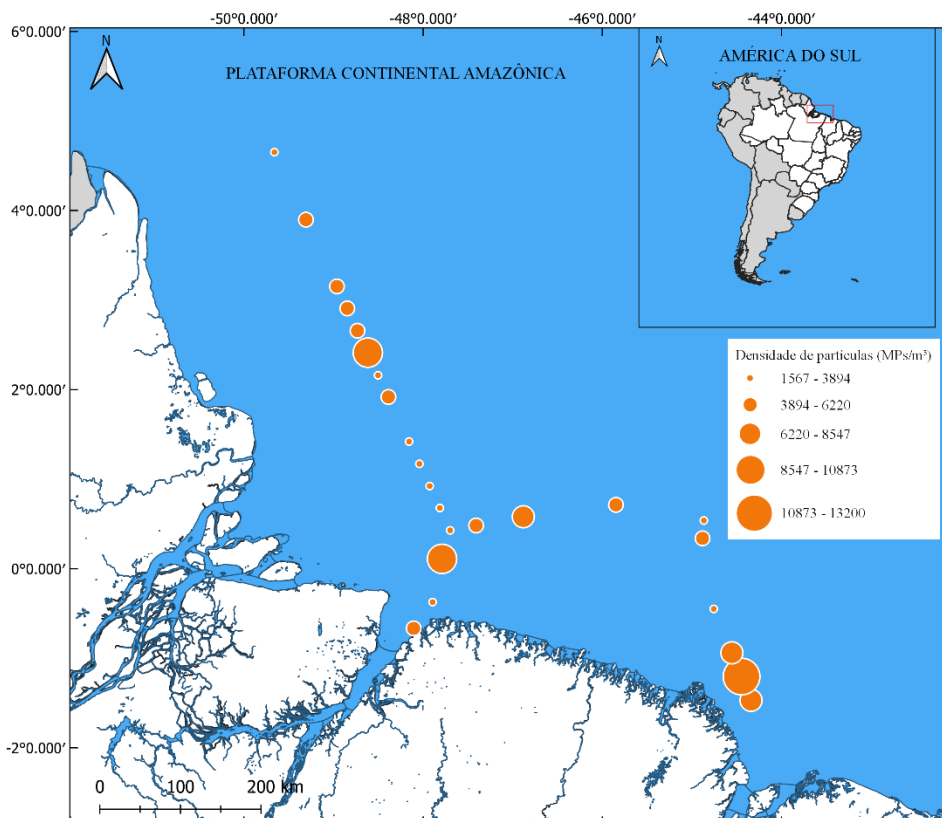 -50°0.000′ -48°0.000′ -46°0.000′ -44°0.000′
6°0.000′
N
PLATAFORMA CONTINENTAL AMAZÔNICA
N
AMÉRICA DO SUL
4°0.000′
Densidade de partículas (MPs/m³)
1567 - 3894
3894 - 6220
6220 - 8547
8547 - 10873
10873 - 13200
2°0.000′
0°0.000′
-2°0.000′
0 100 200 km